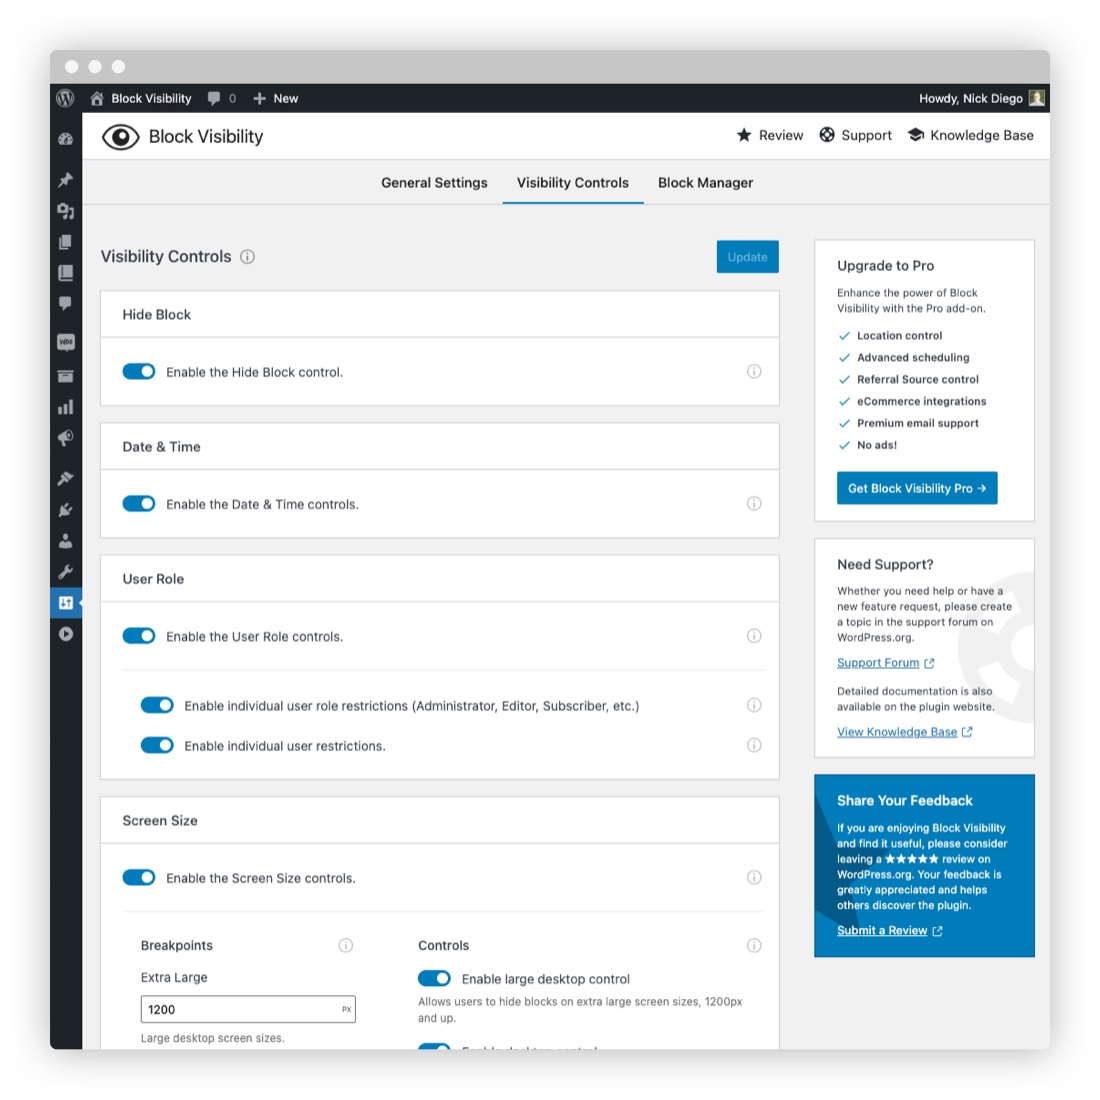 Block Visibility
0
New
Howdy, Nick Diego
Block Visibility
Review
Support
Knowledge Base
General Settings
Visibility Controls
Block Manager
Visibility Controls
Update
Hide Block
Enable the Hide Block control.
Date & Time
Enable the Date & Time controls.
User Role
Enable the User Role controls.
Enable individual user role restrictions (Administrator, Editor, Subscriber, etc.)
Enable individual user restrictions.
Screen Size
Enable the Screen Size controls.
Breakpoints
Extra Large
1200
PX
Large desktop screen sizes.
Controls
Enable large desktop control
Allows users to hide blocks on extra large screen sizes, 1200px
and up.
Upgrade to Pro
Enhance the power of Block
Visibility with the Pro add-on.
Location control
Advanced scheduling
Referral Source control
eCommerce integrations
Premium email support
No ads!
Get Block Visibility Pro →
Need Support?
Whether you need help or have a
new feature request, please create
a topic in the support forum on
WordPress.org.
Support Forum
Detailed documentation is also
available on the plugin website.
View Knowledge Base
Share Your Feedback
If you are enjoying Block Visibility
and find it useful, please consider
leaving a ★★★★★ review on
WordPress.org. Your feedback is
greatly appreciated and helps
others discover the plugin.
Submit a Review